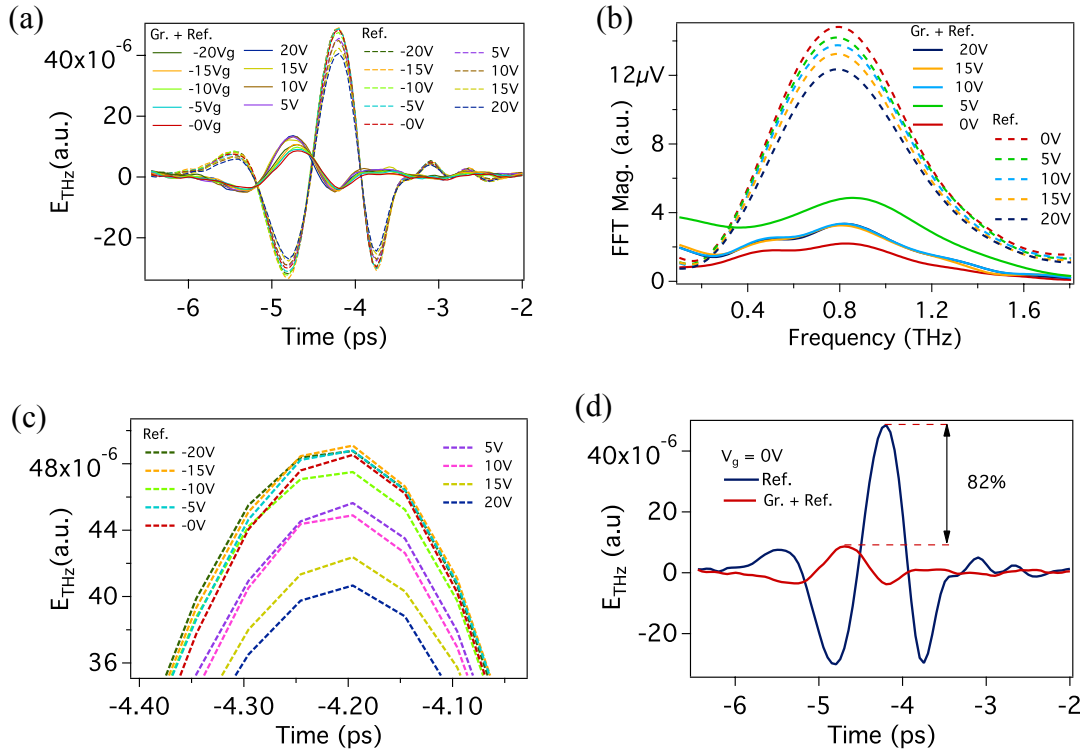 (a)
Gr. + Ref.
-20Vg
-15Vg
-10Vg
-5Vg
-0Vg
20V
15V
10V
5V
Ref.
-20V
-15V
-10V
-5V
-0V
5V
10V
15V
20V
40x10⁻⁶
20
0
-20
E_THz(a.u.)
-6 -5 -4 -3 -2
Time (ps)
(b)
Gr. + Ref.
20V
15V
10V
5V
0V
Ref.
0V
5V
10V
15V
20V
12µV
8
4
0
FFT Mag. (a.u.)
0.4 0.8 1.2 1.6
Frequency (THz)
(c)
Ref.
-20V
-15V
-10V
-5V
-0V
5V
10V
15V
20V
48x10⁻⁶
44
40
36
E_THz(a.u.)
-4.40 -4.30 -4.20 -4.10
Time (ps)
(d)
V_g = 0V
Ref.
Gr. + Ref.
82%
40x10⁻⁶
20
0
-20
E_THz(a.u)
-6 -5 -4 -3 -2
Time (ps)